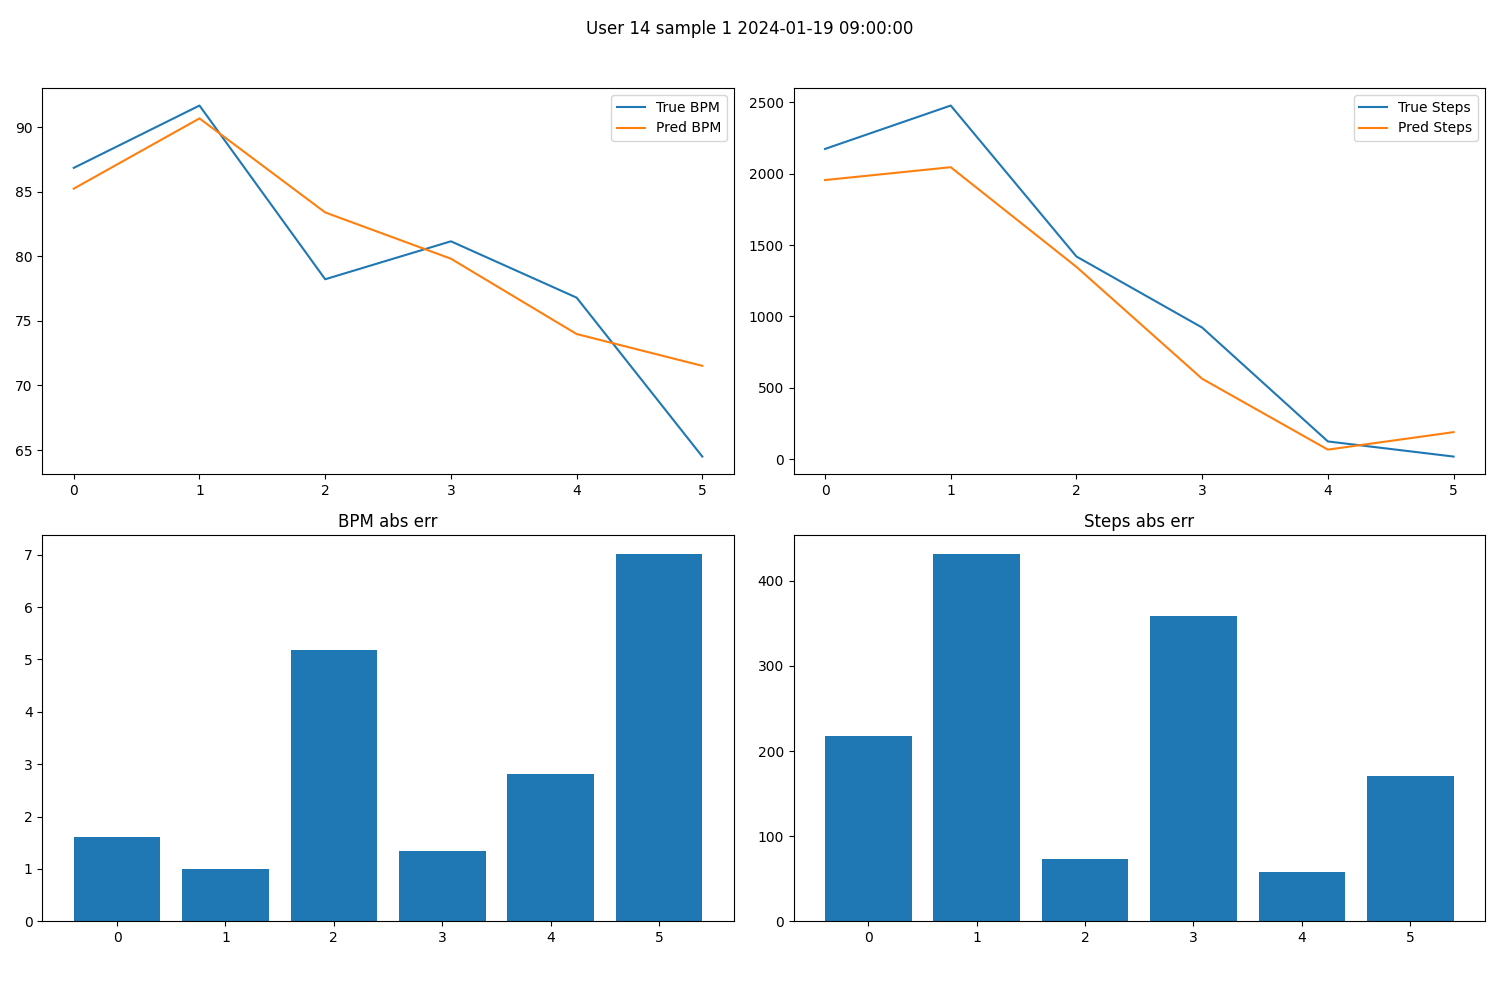 User 14 sample 1 2024-01-19 09:00:00
True BPM
Pred BPM
90
85
80
75
70
65
0 1 2 3 4 5
True Steps
Pred Steps
2500
2000
1500
1000
500
0
0 1 2 3 4 5
BPM abs err
7
6
5
4
3
2
1
0
0 1 2 3 4 5
Steps abs err
400
300
200
100
0
0 1 2 3 4 5